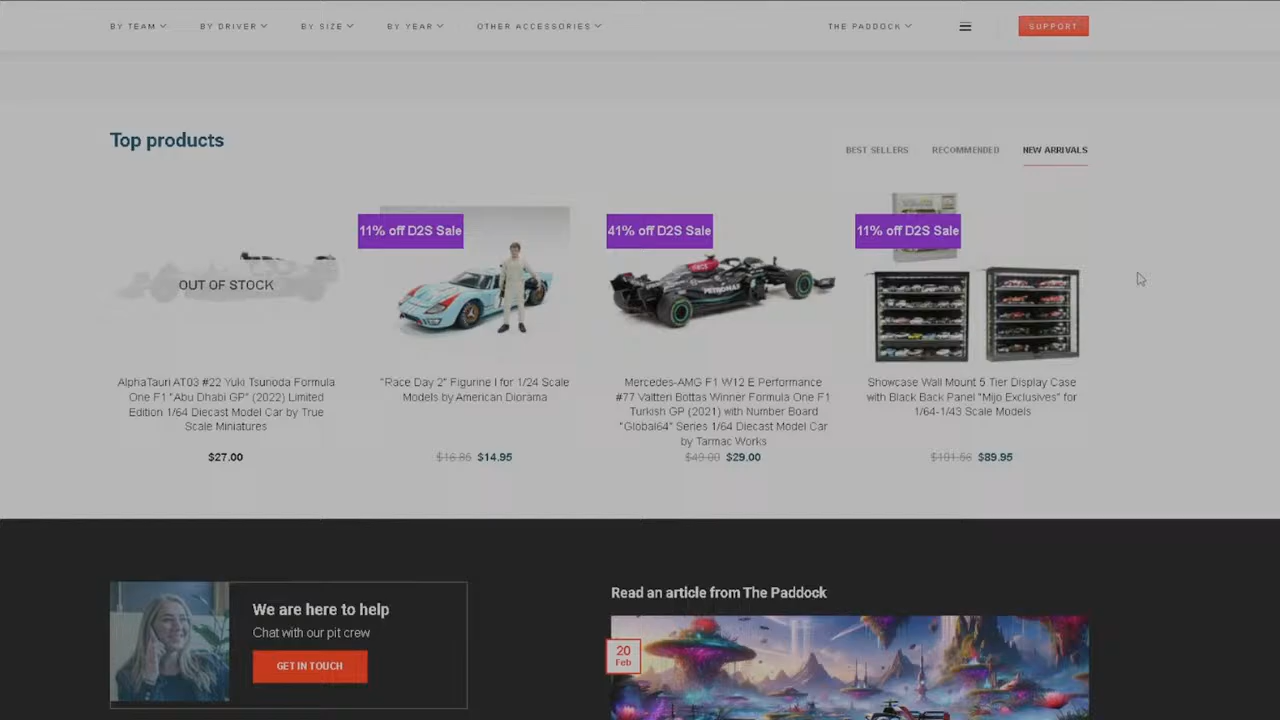 BY TEAM
BY DRIVER
BY SIZE
BY YEAR
OTHER ACCESSORIES
THE PADDOCK
SUPPORT
Top products
BEST SELLERS
RECOMMENDED
NEW ARRIVALS
OUT OF STOCK
AlphaTauri AT03 #22 Yuki Tsunoda Formula
One F1 "Abu Dhabi GP" (2022) Limited
Edition 1/64 Diecast Model Car by True
Scale Miniatures
$27.00
11% off D2S Sale
"Race Day 2" Figurine I for 1/24 Scale
Models by American Diorama
$16.85 $14.95
41% off D2S Sale
PETRONAS
Mercedes-AMG F1 W12 E Performance
#77 Valtteri Bottas Winner Formula One F1
Turkish GP (2021) with Number Board
"Global64" Series 1/64 Diecast Model Car
by Tarmac Works
$49.00 $29.00
11% off D2S Sale
Showcase Wall Mount 5 Tier Display Case
with Black Back Panel "Mijo Exclusives" for
1/64-1/43 Scale Models
$89.95
We are here to help
Chat with our pit crew
GET IN TOUCH
Read an article from The Paddock
20
Feb